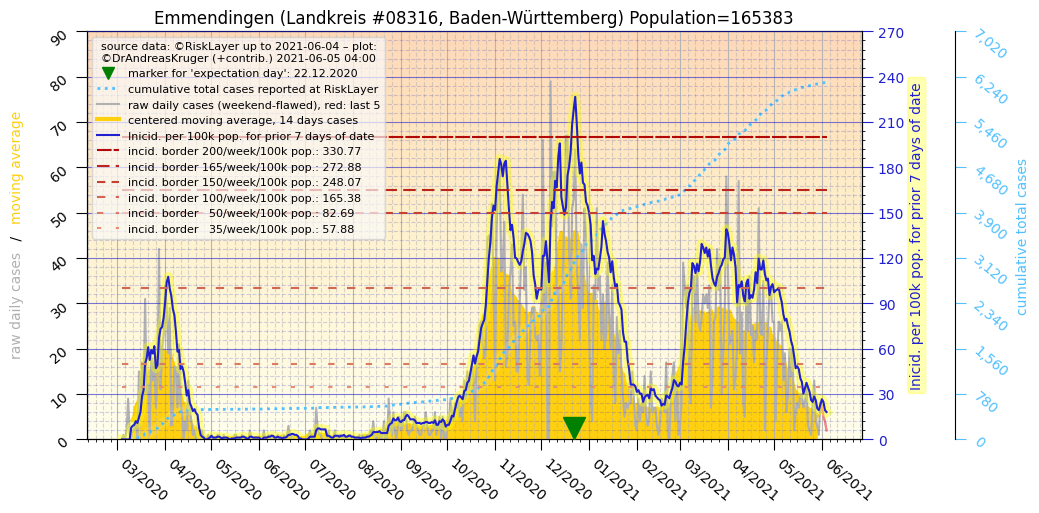 Emmendingen (Landkreis #08316, Baden-Württemberg) Population=165383
source data: ©RiskLayer up to 2021-06-04 – plot:
©DrAndreasKruger (+contrib.) 2021-06-05 04:00
marker for 'expectation day': 22.12.2020
cumulative total cases reported at RiskLayer
raw daily cases (weekend-flawed), red: last 5
centered moving average, 14 days cases
Inicid. per 100k pop. for prior 7 days of date
incid. border 200/week/100k pop.: 330.77
incid. border 165/week/100k pop.: 272.88
incid. border 150/week/100k pop.: 248.07
incid. border 100/week/100k pop.: 165.38
incid. border 50/week/100k pop.: 82.69
incid. border 35/week/100k pop.: 57.88
raw daily cases / moving average
90
80
70
60
50
40
30
20
10
0
270
240
210
180
150
120
90
60
30
0
Inicid. per 100k pop. for prior 7 days of date
7,020
6,240
5,460
4,680
3,900
3,120
2,340
1,560
780
0
cumulative total cases
03/2020
04/2020
05/2020
06/2020
07/2020
08/2020
09/2020
10/2020
11/2020
12/2020
01/2021
02/2021
03/2021
04/2021
05/2021
06/2021